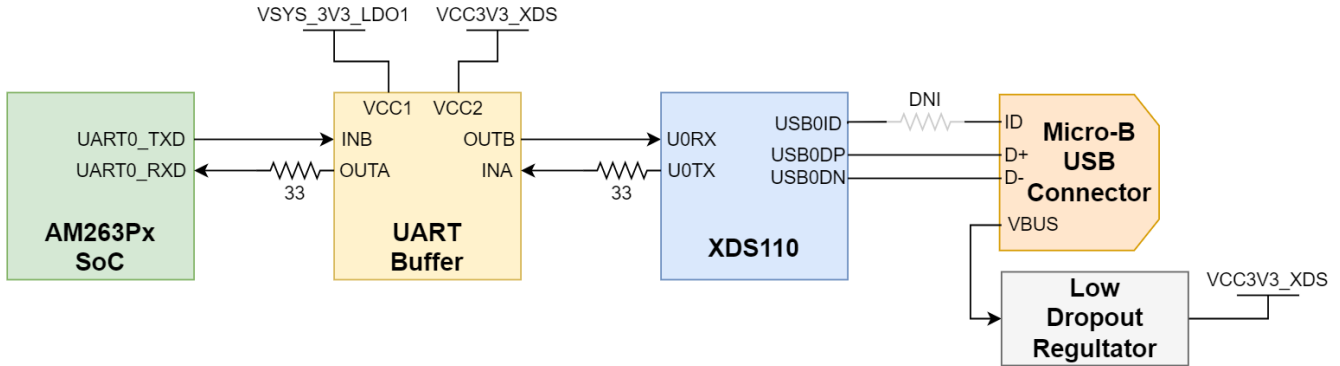 VSYS_3V3_LDO1
VCC3V3_XDS
VCC1
VCC2
UART0_TXD
UART0_RXD
AM263Px
SoC
33
INB
OUTA
OUTB
INA
UART
Buffer
33
U0RX
U0TX
USB0ID
USB0DP
USB0DN
XDS110
DNI
ID
D+
D-
VBUS
Micro-B
USB
Connector
Low
Dropout
Regultator
VCC3V3_XDS